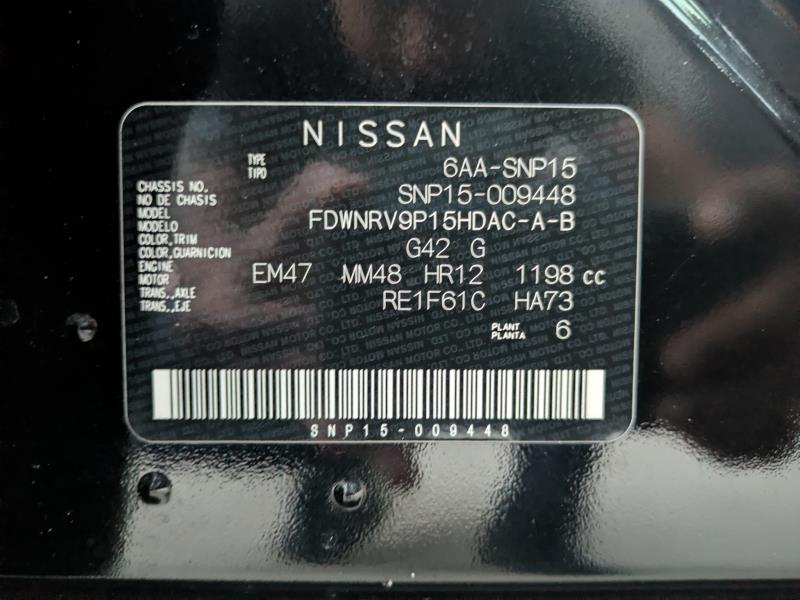 NISSAN
TYPE
TIPO
6AA-SNP15
CHASSIS NO.
NO DE CHASIS
SNP15-009448
MODEL
MODELO
FDWNRV9P15HDAC-A-B
COLOR,TRIM
COLOR,GUARNICION
G42 G
ENGINE
MOTOR
EM47 MM48 HR12 1198 cc
TRANS.,AXLE
TRANS.,EJE
RE1F61C HA73
PLANT
PLANTA
6
SNP15-009448